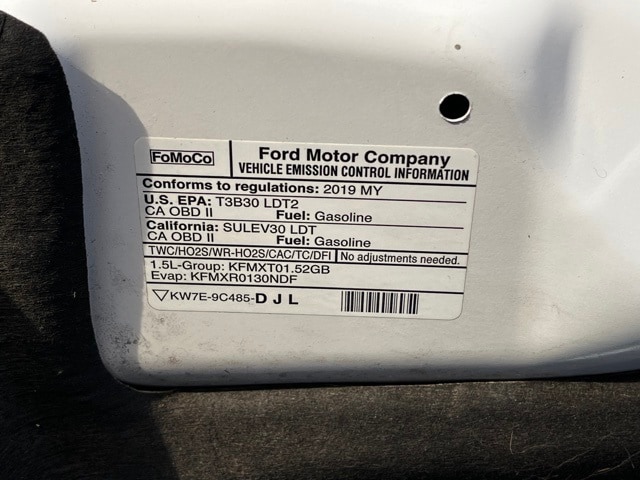 FoMoCo
Ford Motor Company
VEHICLE EMISSION CONTROL INFORMATION
Conforms to regulations: 2019 MY
U.S. EPA: T3B30 LDT2
CA OBD II Fuel: Gasoline
California: SULEV30 LDT
CA OBD II Fuel: Gasoline
TWC/HO2S/WR-HO2S/CAC/TC/DFI No adjustments needed.
1.5L-Group: KFMXT01.52GB
Evap: KFMXR0130NDF
KW7E-9C485-DJL